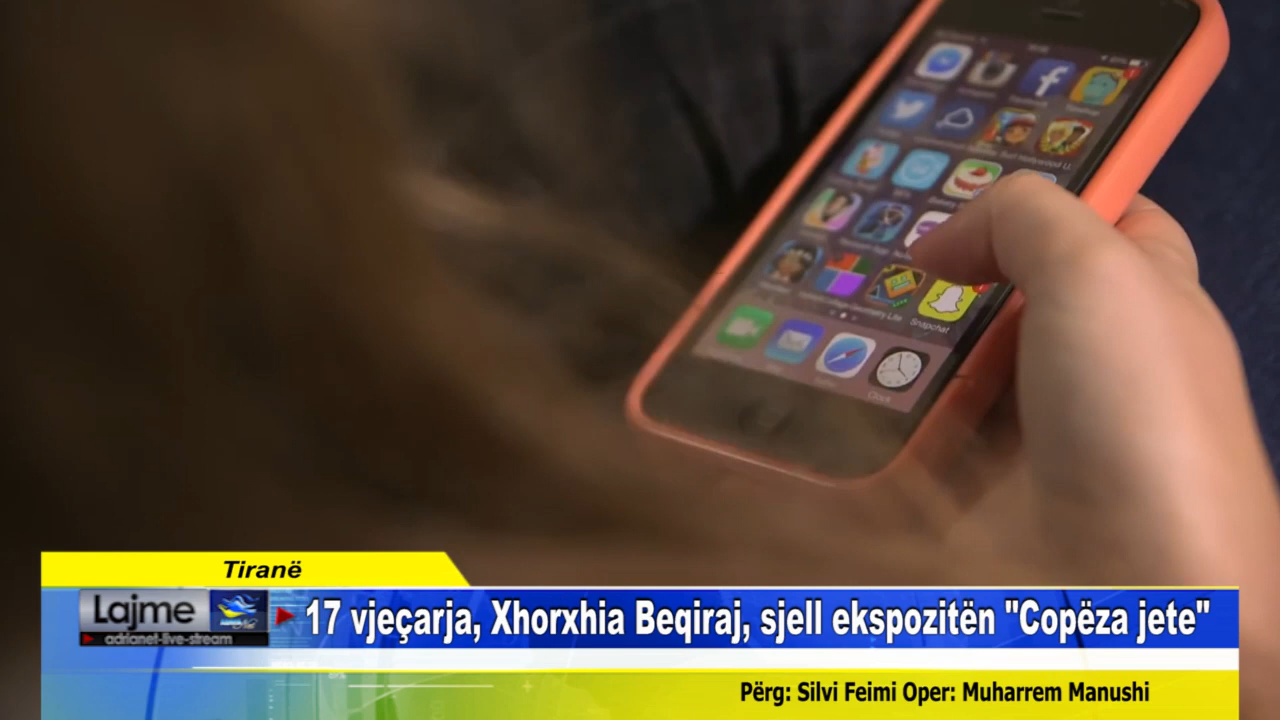 Snapchat
Clock
Tiranë
Lajme
adrianet-live-stream
17 vjeçarja, Xhorxhia Beqiraj, sjell ekspozitën "Copëza jete"
Përg: Silvi Feimi Oper: Muharrem Manushi